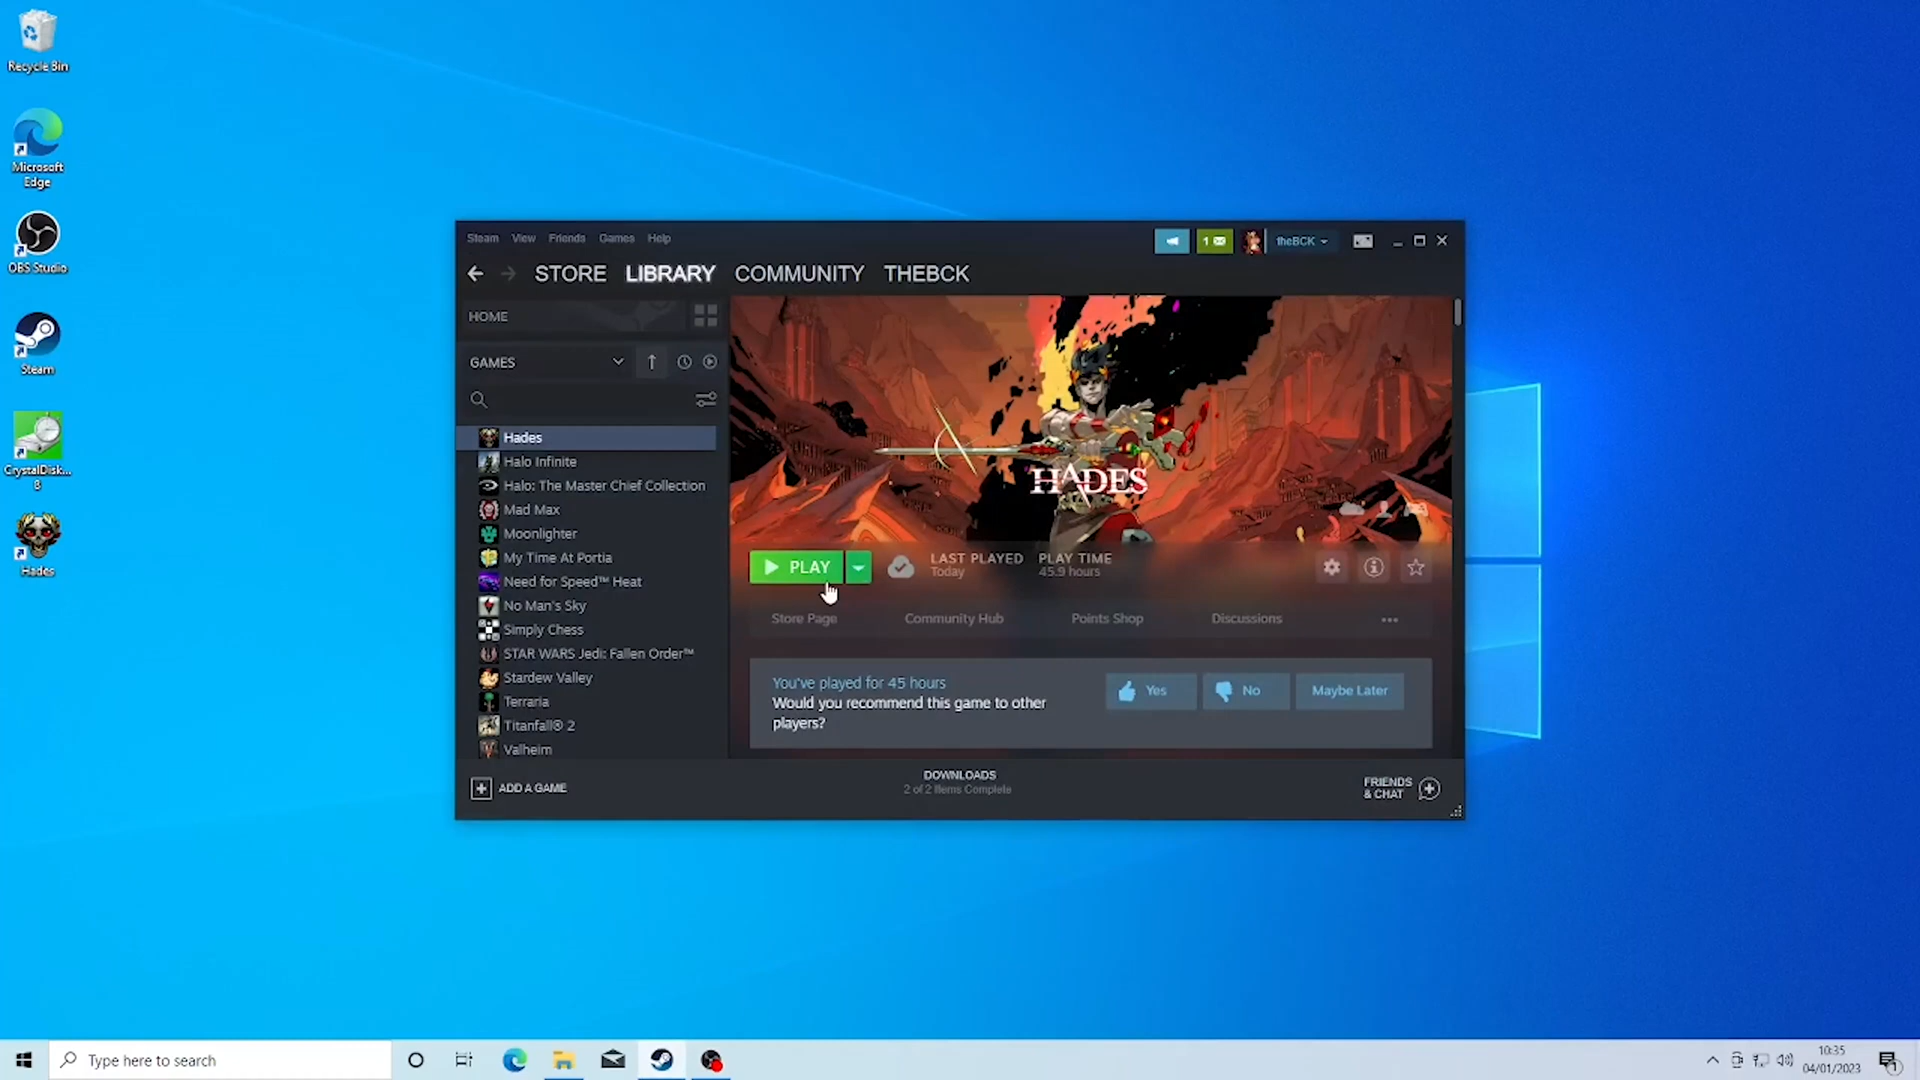 Recycle Bin
Microsoft
Edge
OBS Studio
Steam
CrystalDisk...
8
Hades
Steam View Friends Games Help
1
theBCK
STORE LIBRARY COMMUNITY THEBCK
HOME
GAMES
Hades
Halo Infinite
Halo: The Master Chief Collection
Mad Max
Moonlighter
My Time At Portia
Need for Speed™ Heat
No Man's Sky
Simply Chess
STAR WARS Jedi: Fallen Order™
Stardew Valley
Terraria
Titanfall® 2
Valheim
HADES
PLAY
LAST PLAYED
Today
PLAY TIME
45.9 hours
Store Page Community Hub Points Shop Discussions
You've played for 45 hours
Would you recommend this game to other
players?
Yes No Maybe Later
ADD A GAME
DOWNLOADS
2 of 2 Items Complete
FRIENDS
& CHAT
Type here to search
10:35
04/01/2023
1